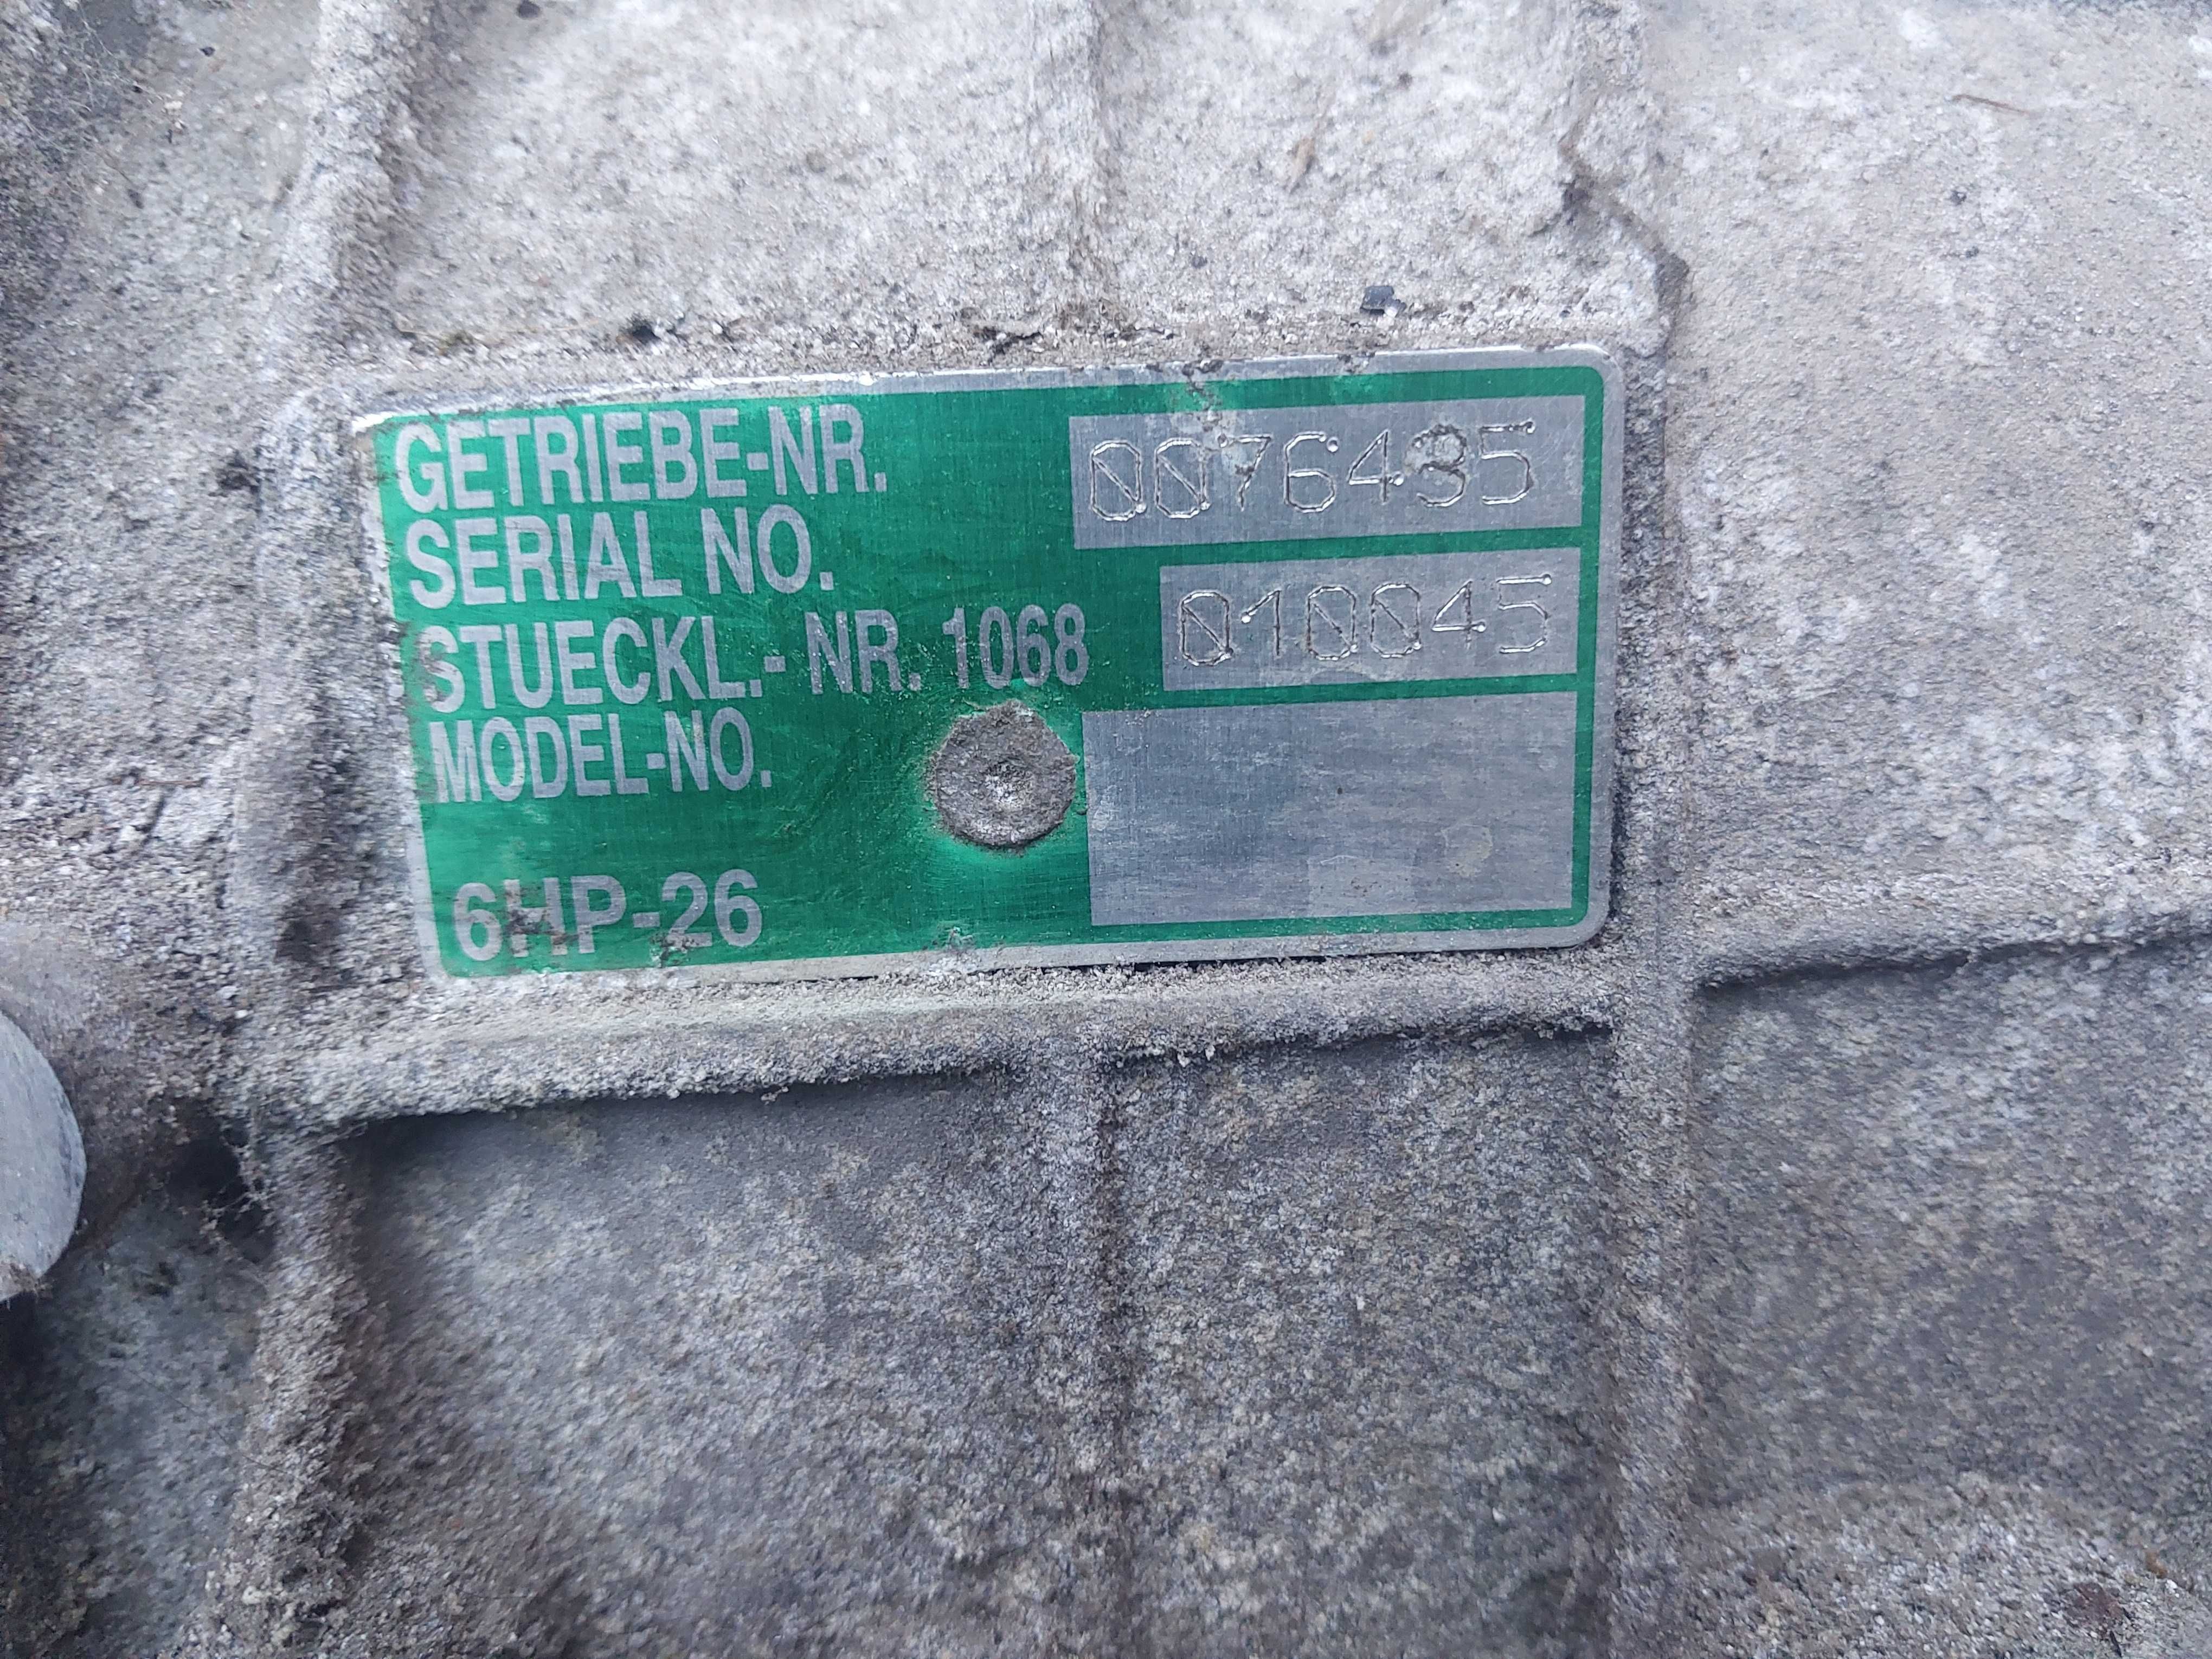 GETRIEBE-NR. 0076435
SERIAL NO.
STUECKL.- NR. 1068 010045
MODEL-NO.
6HP-26